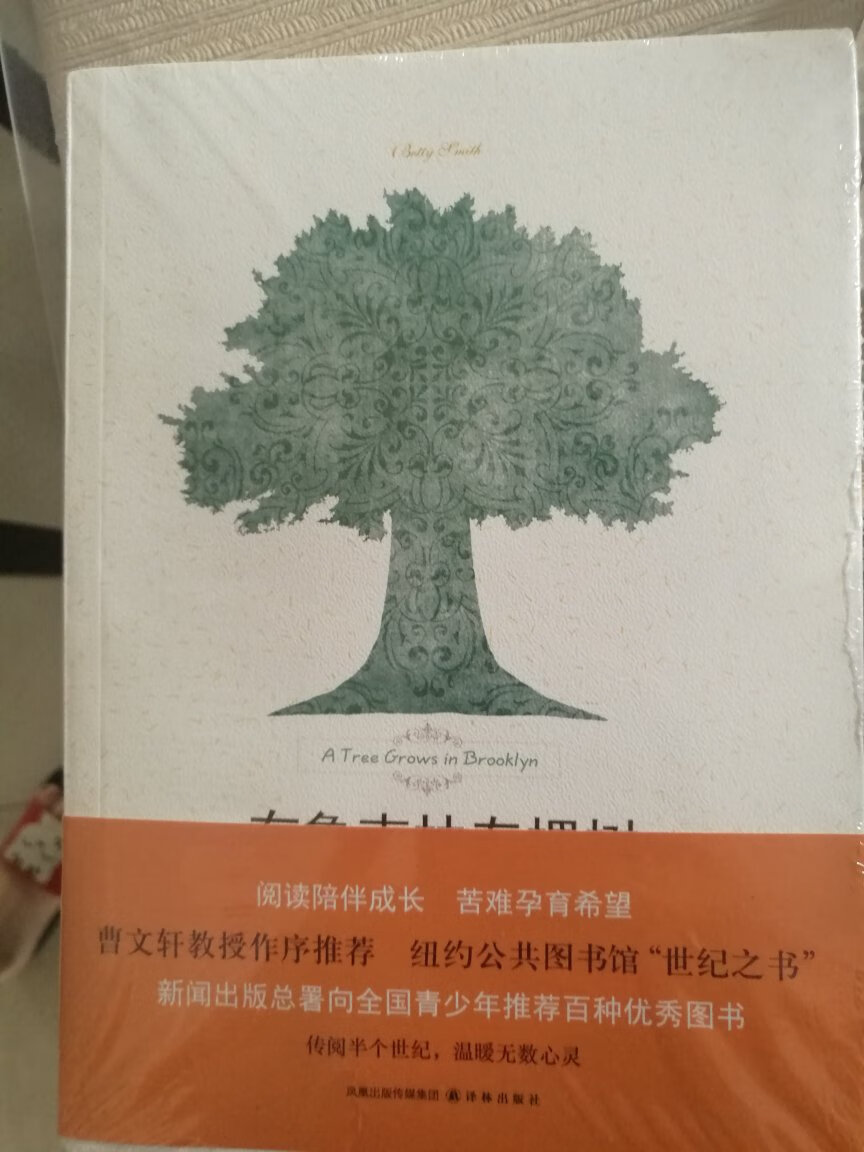 Betty Smith
A Tree Grows in Brooklyn
阅读陪伴成长 苦难孕育希望
曹文轩教授作序推荐 纽约公共图书馆“世纪之书”
新闻出版总署向全国青少年推荐百种优秀图书
传阅半个世纪，温暖无数心灵
凤凰出版传媒集团 译林出版社